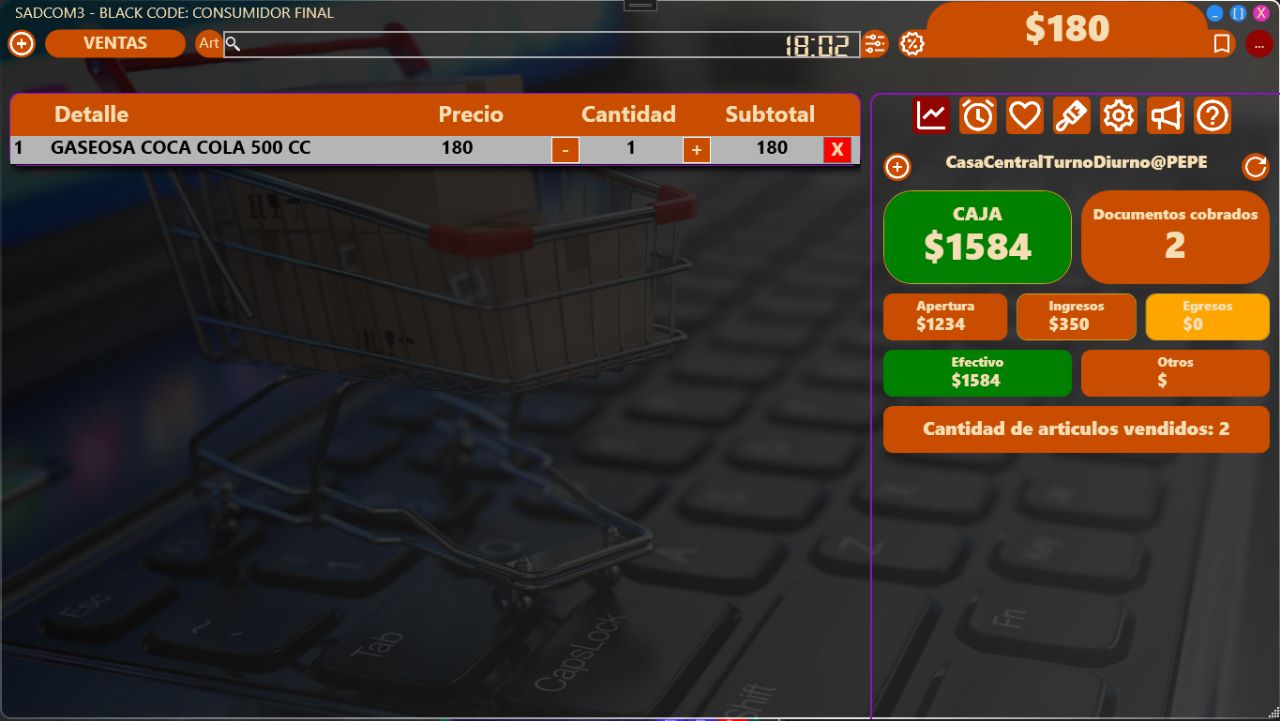 SADCOM3 - BLACK CODE: CONSUMIDOR FINAL
$180
VENTAS
Art
18:02
...
Detalle Precio Cantidad Subtotal
1 GASEOSA COCA COLA 500 CC 180 - 1 + 180 X
CasaCentralTurnoDiurno@PEPE
CAJA
$1584
Documentos cobrados
2
Apertura
$1234
Ingresos
$350
Egresos
$0
Efectivo
$1584
Otros
$
Cantidad de articulos vendidos: 2
Esc
Tab
CapsLock
Shift
Fn
A
Z
Q